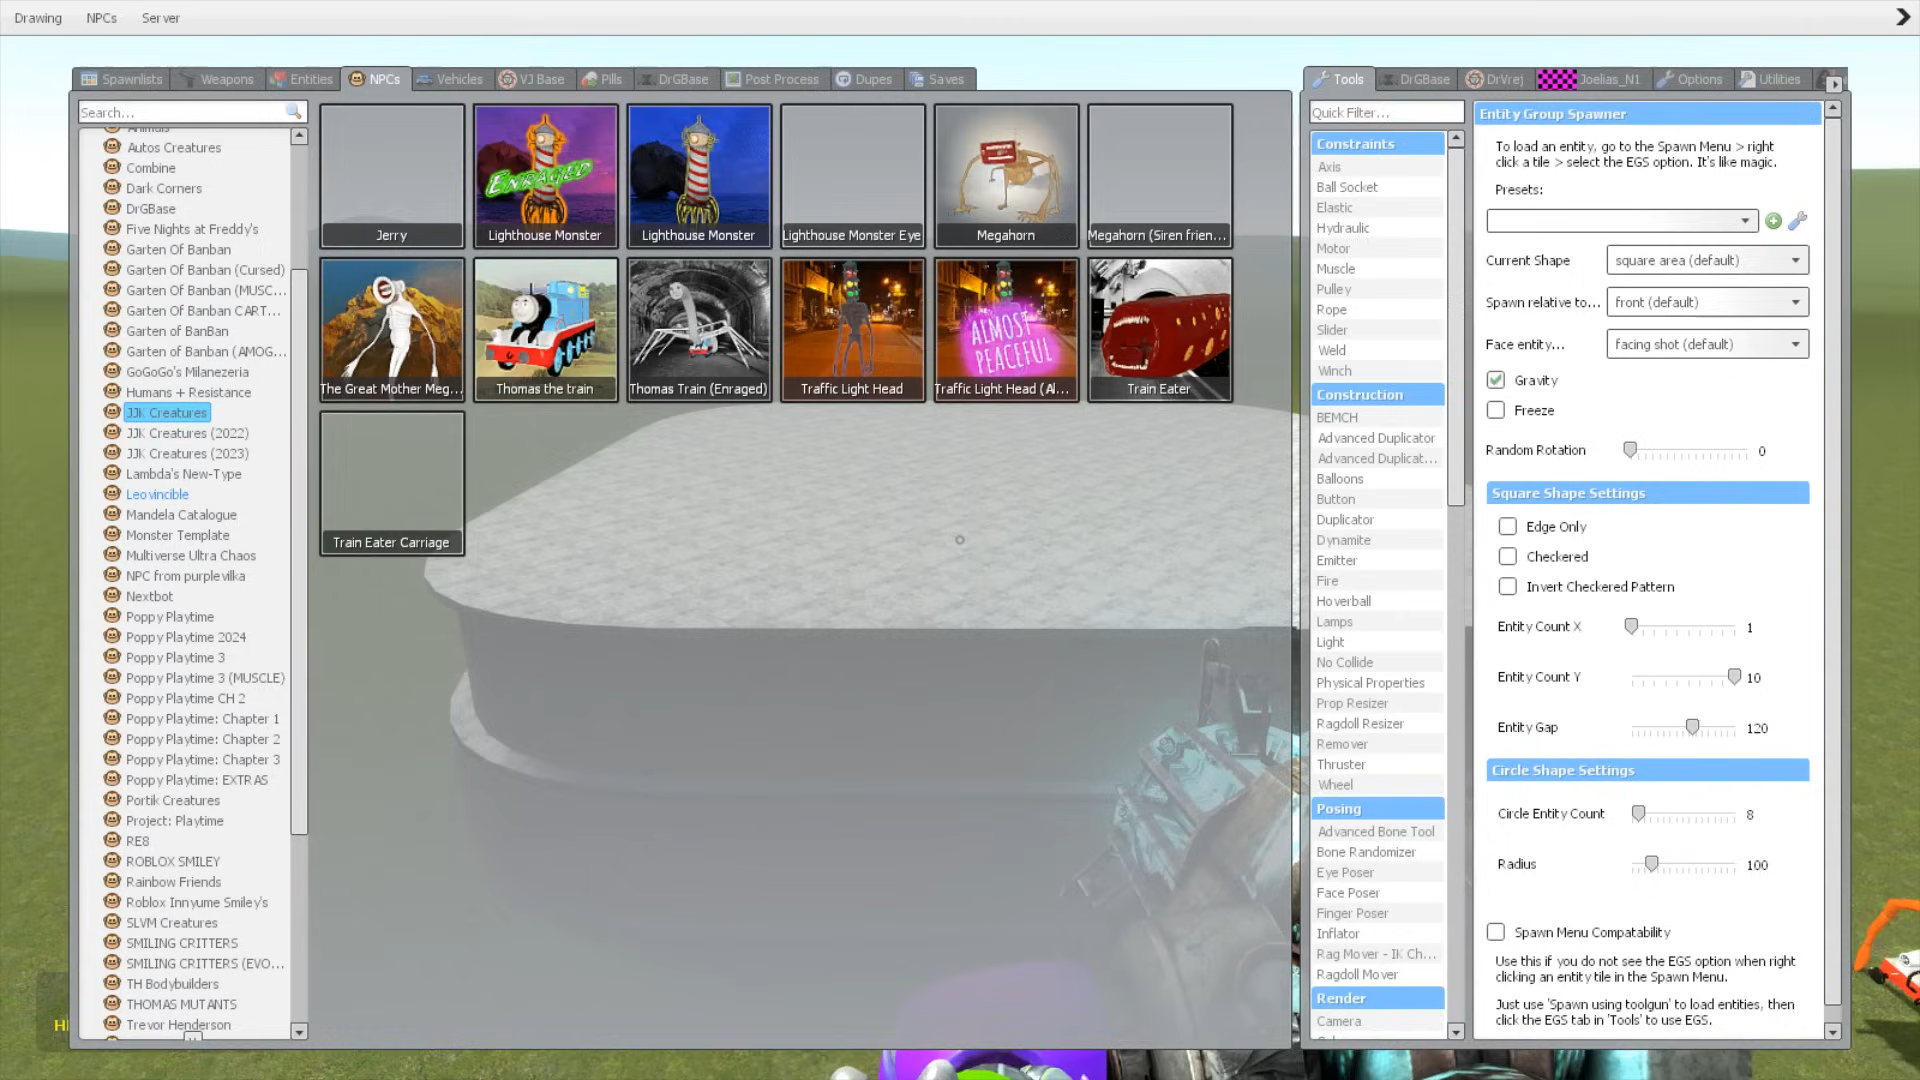 Drawing NPCs Server
Spawnlists Weapons Entities NPCs Vehicles VJ Base Pills DrGBase Post Process Dupes Saves
Search...
Animals
Autos Creatures
Combine
Dark Corners
DrGBase
Five Nights at Freddy's
Garten Of Banban
Garten Of Banban (Cursed)
Garten Of Banban (MUSC...
Garten Of Banban CART...
Garten of BanBan
Garten of Banban (AMOG...
GoGoGo's Milanezeria
Humans + Resistance
JJK Creatures
JJK Creatures (2022)
JJK Creatures (2023)
Lambda's New-Type
Leovincible
Mandela Catalogue
Monster Template
Multiverse Ultra Chaos
NPC from purplevilka
Nextbot
Poppy Playtime
Poppy Playtime 2024
Poppy Playtime 3
Poppy Playtime 3 (MUSCLE)
Poppy Playtime CH 2
Poppy Playtime: Chapter 1
Poppy Playtime: Chapter 2
Poppy Playtime: Chapter 3
Poppy Playtime: EXTRAS
Portik Creatures
Project: Playtime
RE8
ROBLOX SMILEY
Rainbow Friends
Roblox Innyume Smiley's
SLVM Creatures
SMILING CRITTERS
SMILING CRITTERS (EVO...
TH Bodybuilders
THOMAS MUTANTS
Trevor Henderson
Jerry
ENRAGED
Lighthouse Monster
Lighthouse Monster
Lighthouse Monster Eye
Megahorn
Megahorn (Siren frien...
The Great Mother Meg...
Thomas the train
Thomas Train (Enraged)
Traffic Light Head
ALMOST
PEACEFUL
Traffic Light Head (Al...
Train Eater
Train Eater Carriage
Tools DrGBase DrVrej Joelias_N1 Options Utilities
Quick Filter...
Constraints
Axis
Ball Socket
Elastic
Hydraulic
Motor
Muscle
Pulley
Rope
Slider
Weld
Winch
Construction
BEMCH
Advanced Duplicator
Advanced Duplicat...
Balloons
Button
Duplicator
Dynamite
Emitter
Fire
Hoverball
Lamps
Light
No Collide
Physical Properties
Prop Resizer
Ragdoll Resizer
Remover
Thruster
Wheel
Posing
Advanced Bone Tool
Bone Randomizer
Eye Poser
Face Poser
Finger Poser
Inflator
Rag Mover - IK Ch...
Ragdoll Mover
Render
Camera
Entity Group Spawner
To load an entity, go to the Spawn Menu > right
click a tile > select the EGS option. It's like magic.
Presets:
Current Shape square area (default)
Spawn relative to... front (default)
Face entity... facing shot (default)
Gravity
Freeze
Random Rotation 0
Square Shape Settings
Edge Only
Checkered
Invert Checkered Pattern
Entity Count X 1
Entity Count Y 10
Entity Gap 120
Circle Shape Settings
Circle Entity Count 8
Radius 100
Spawn Menu Compatability
Use this if you do not see the EGS option when right
clicking an entity tile in the Spawn Menu.
Just use 'Spawn using toolgun' to load entities, then
click the EGS tab in 'Tools' to use EGS.